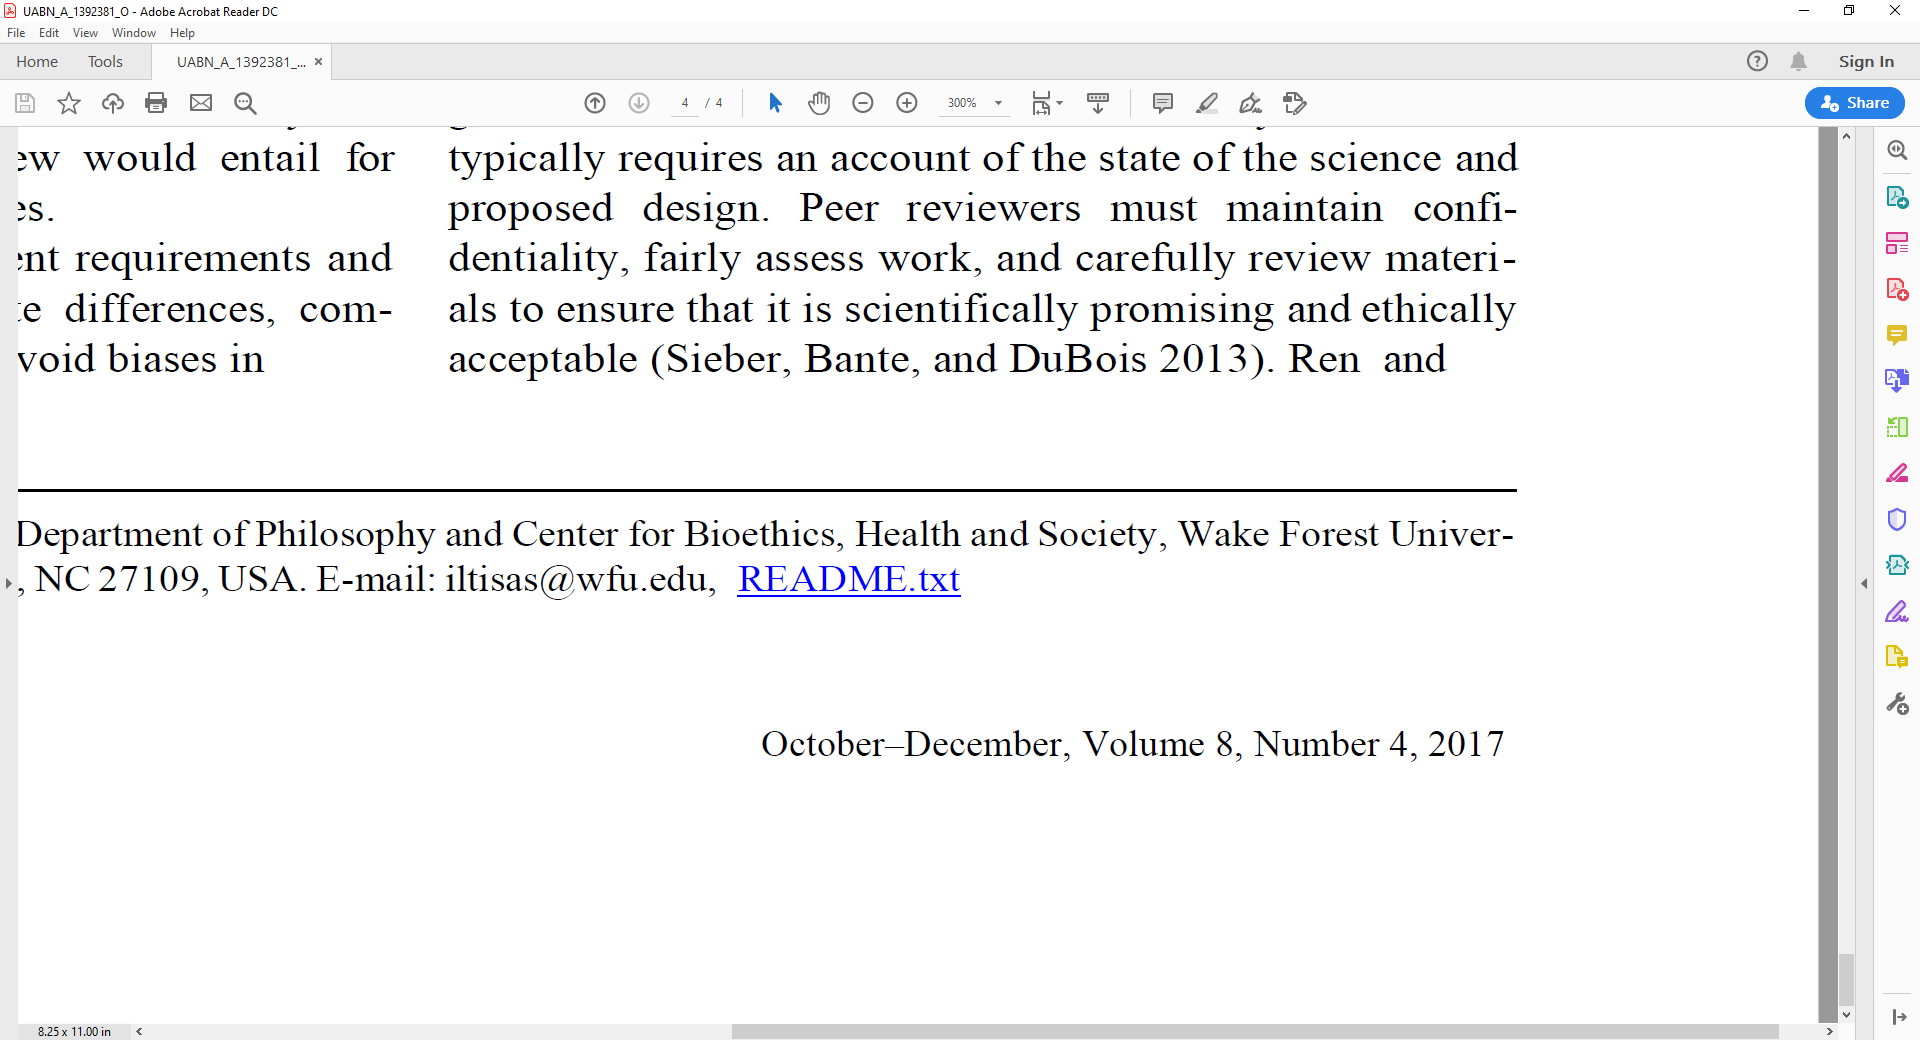 UABN_A_1392381_O - Adobe Acrobat Reader DC
File Edit View Window Help
Home Tools UABN_A_1392381_... × Sign In
4 / 4 300% Share
ew would entail for
es.
ent requirements and
te differences, com-
void biases in
typically requires an account of the state of the science and
proposed design. Peer reviewers must maintain confi-
dentiality, fairly assess work, and carefully review materi-
als to ensure that it is scientifically promising and ethically
acceptable (Sieber, Bante, and DuBois 2013). Ren and
Department of Philosophy and Center for Bioethics, Health and Society, Wake Forest Univer-
, NC 27109, USA. E-mail: iltisas@wfu.edu, README.txt
October–December, Volume 8, Number 4, 2017
8.25 x 11.00 in